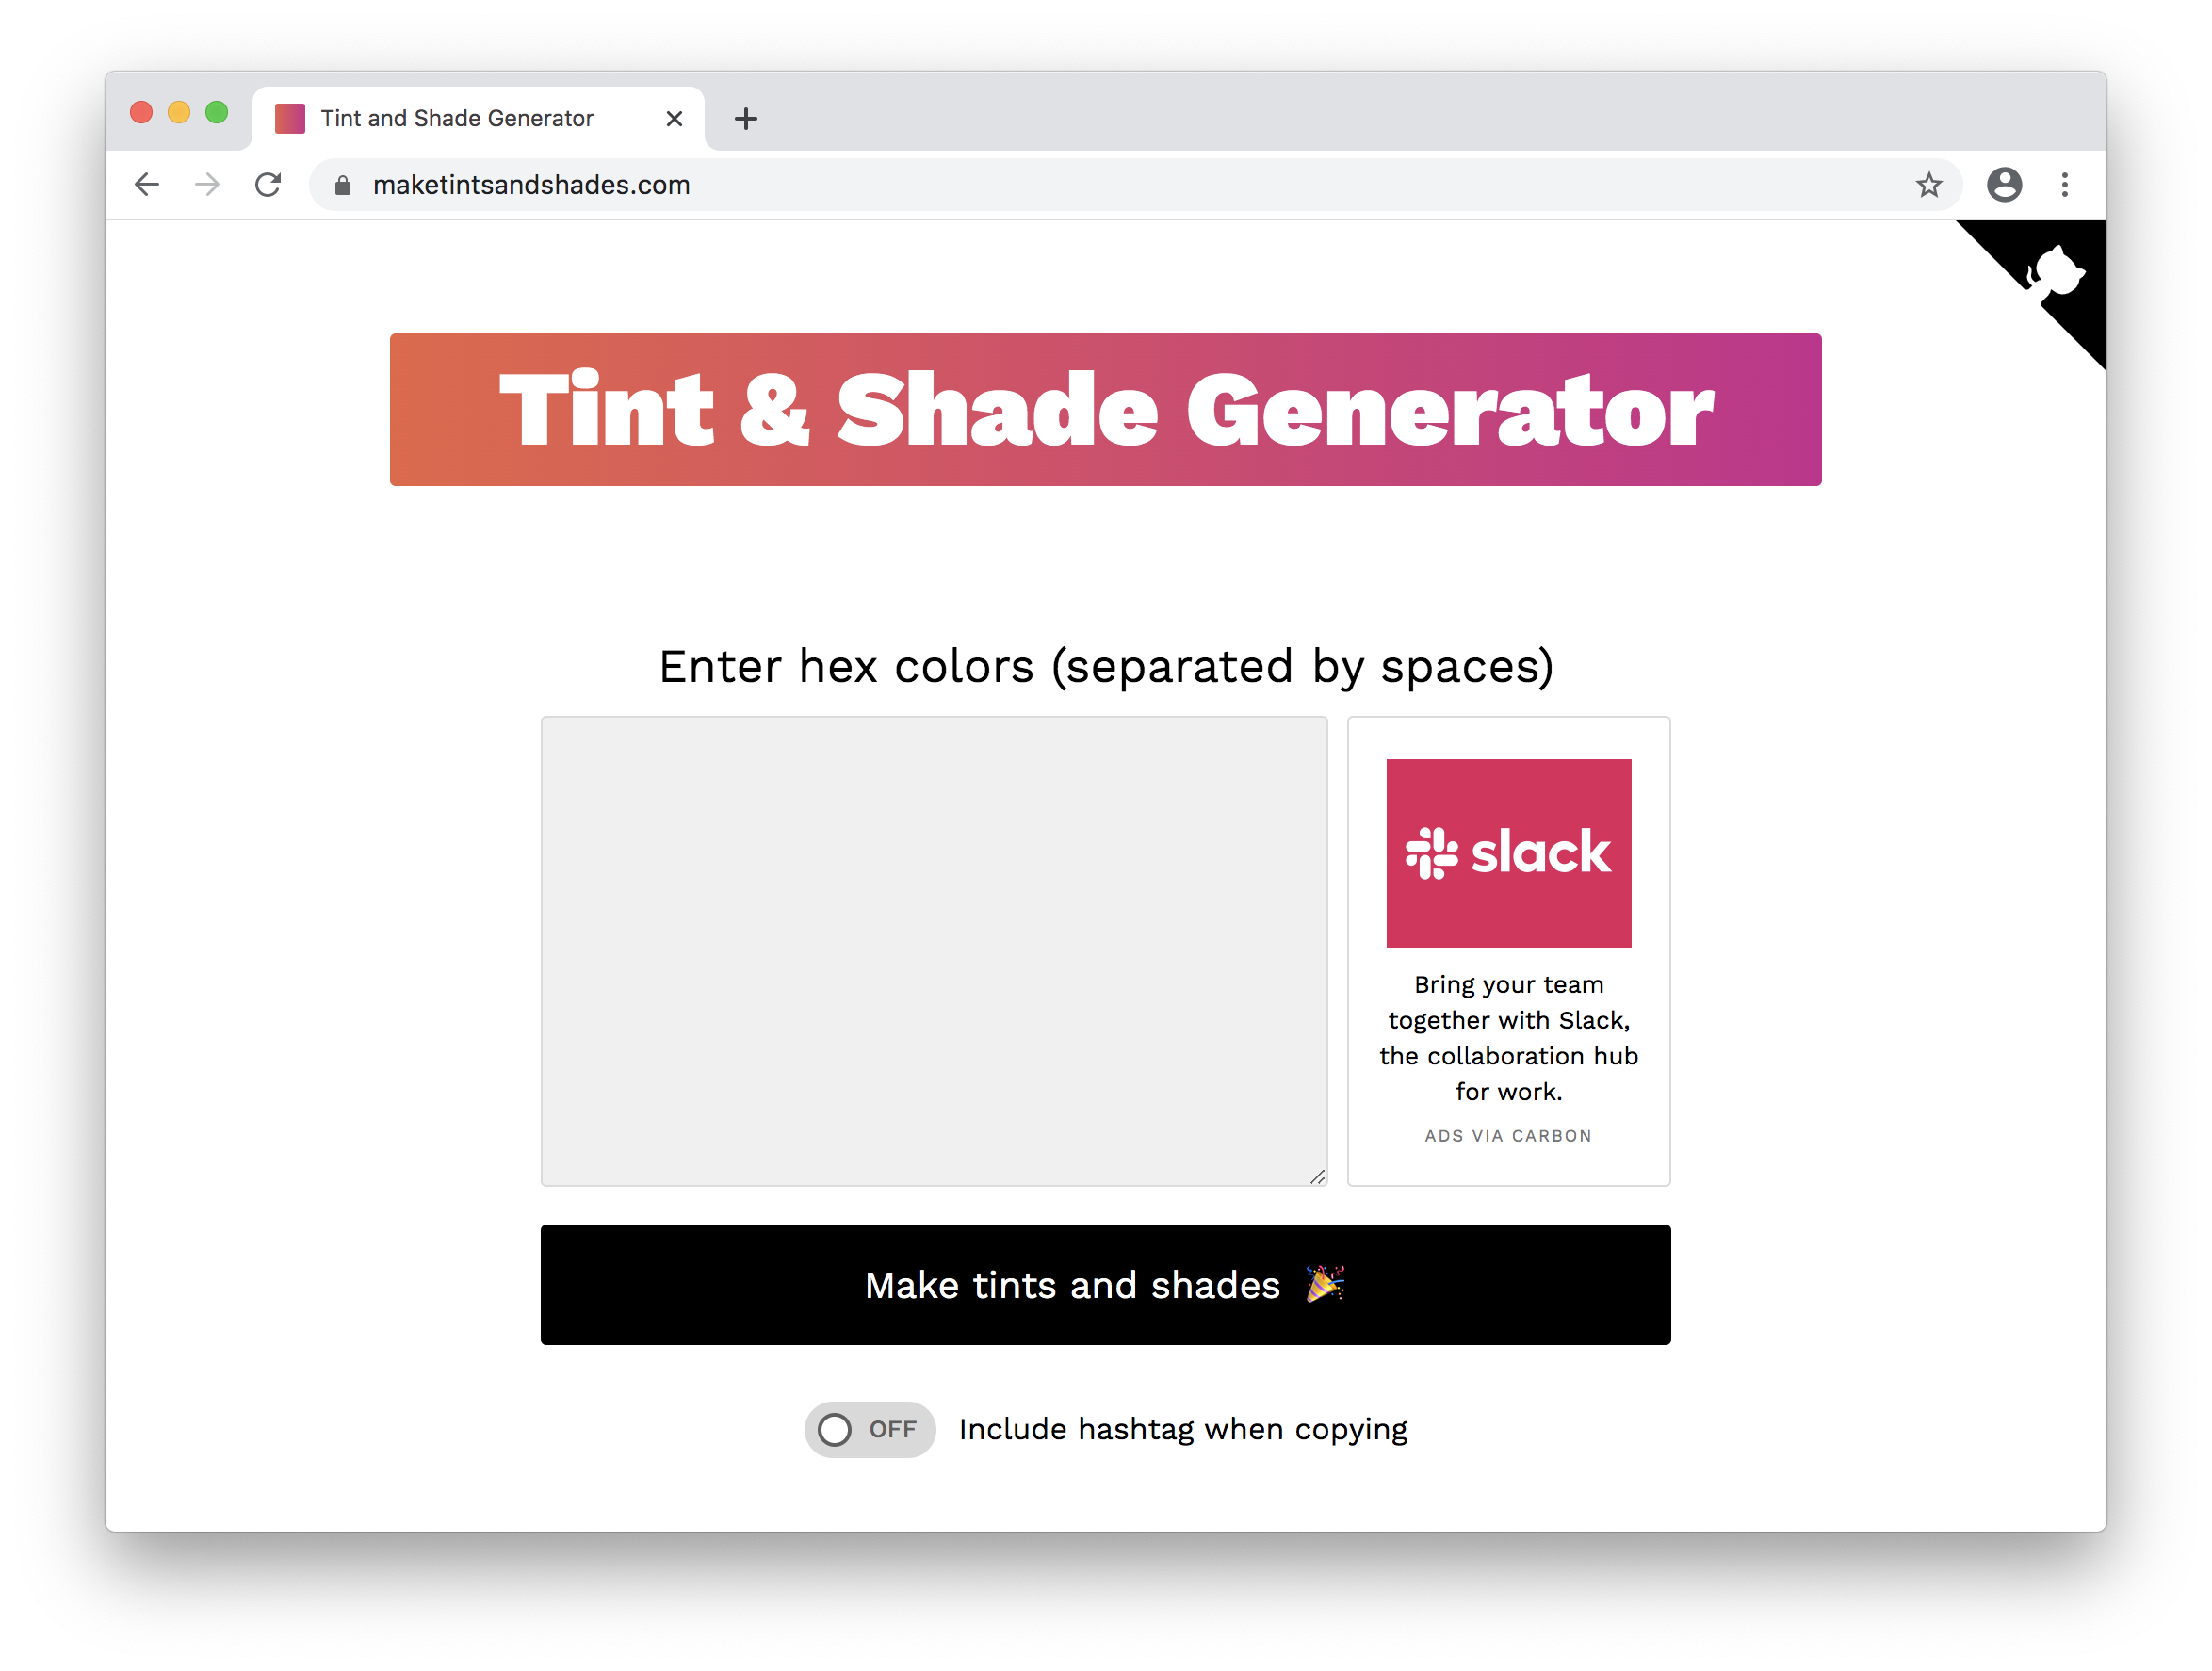 Tint and Shade Generator
maketintsandshades.com
Tint & Shade Generator
Enter hex colors (separated by spaces)
slack
Bring your team
together with Slack,
the collaboration hub
for work.
ADS VIA CARBON
Make tints and shades 🎉
OFF Include hashtag when copying